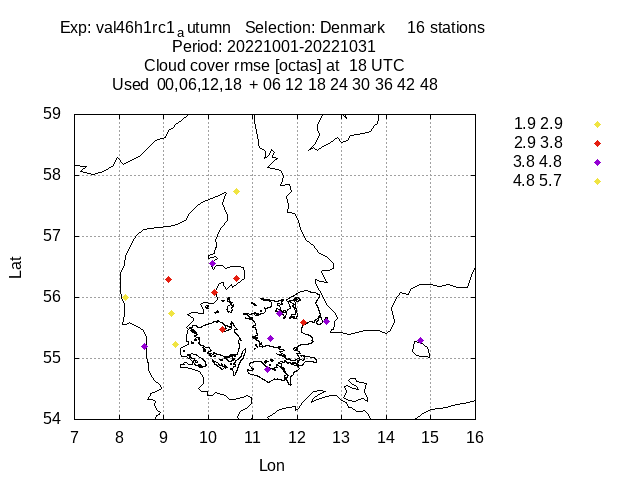 Exp: val46h1rc1a utumn Selection: Denmark 16 stations
Period: 20221001-20221031
Cloud cover rmse [octas] at 18 UTC
Used 00,06,12,18 + 06 12 18 24 30 36 42 48
59
58
57
56
55
54
Lat
7 8 9 10 11 12 13 14 15 16
Lon
1.9 2.9
2.9 3.8
3.8 4.8
4.8 5.7